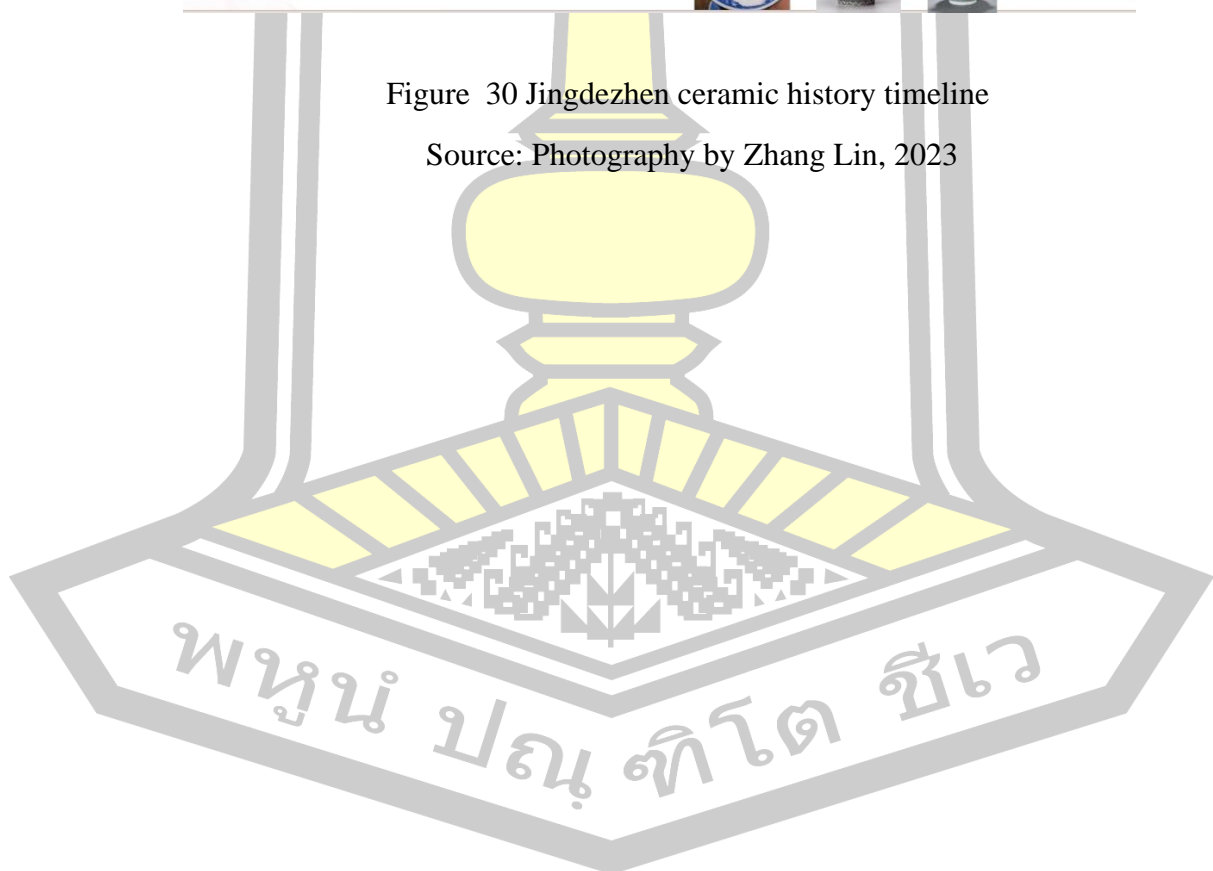 Figure 30 Jingdezhen ceramic history timeline
Source: Photography by Zhang Lin, 2023
พหูนํ ปณฺฑิโต ชีเว